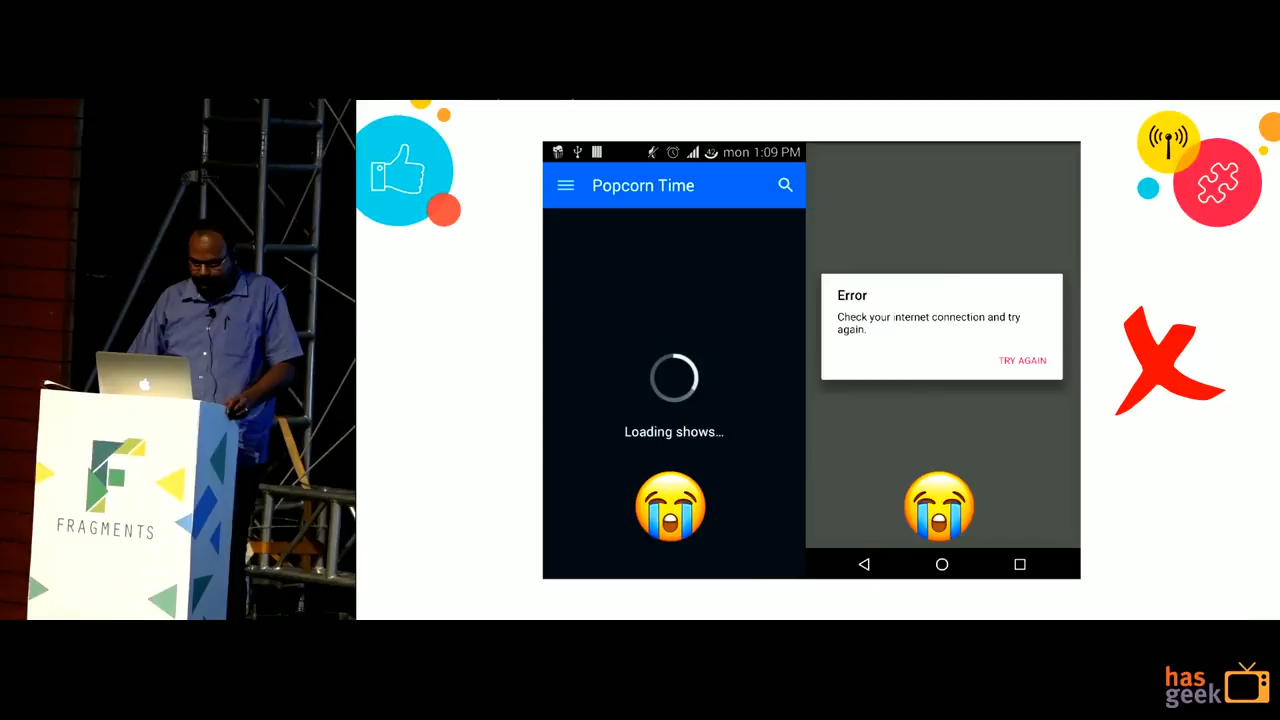 mon 1:09 PM
Popcorn Time
Loading shows...
Error
Check your internet connection and try
again.
TRY AGAIN
FRAGMENTS
has
geek